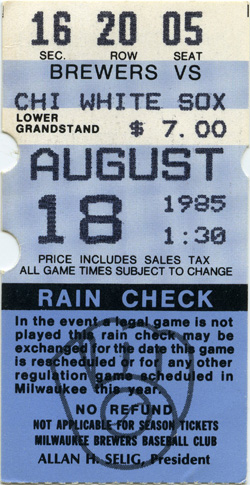 16 20 05
SEC. ROW SEAT
BREWERS VS
CHI WHITE SOX
LOWER
GRANDSTAND $ 7.00
AUGUST
18 1985
1:30
PRICE INCLUDES SALES TAX
ALL GAME TIMES SUBJECT TO CHANGE
RAIN CHECK
In the event a legal game is not
played this rain check may be
exchanged for the date this game
is rescheduled or for any other
regulation game scheduled in
Milwaukee this year.
NO REFUND
NOT APPLICABLE FOR SEASON TICKETS
MILWAUKEE BREWERS BASEBALL CLUB
ALLAN H. SELIG, President